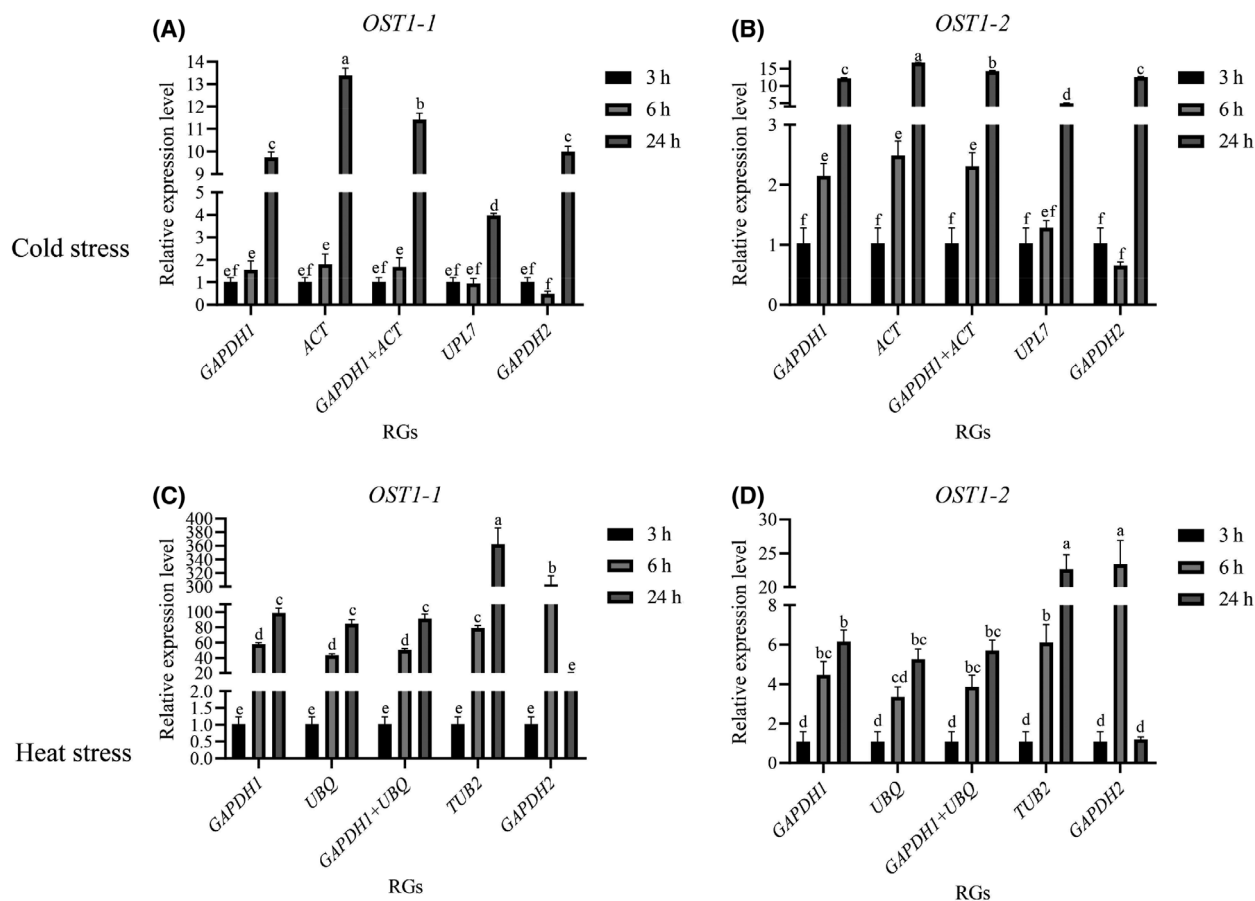 (A)
OST1-1
Relative expression level
14
13
12
11
10
9
5
4
3
2
1
0
ef
e
c
ef
e
a
ef
e
b
ef
ef
d
ef
f
c
GAPDH1
ACT
GAPDH1+ACT
UPL7
GAPDH2
RGs
3 h
6 h
24 h
(B)
OST1-2
Relative expression level
15
10
5
3
2
1
0
f
e
c
f
e
a
f
e
b
f
ef
d
f
f
c
GAPDH1
ACT
GAPDH1+ACT
UPL7
GAPDH2
RGs
3 h
6 h
24 h
Cold stress
(C)
OST1-1
Relative expression level
400
380
360
340
320
300
100
80
60
40
20
2.0
1.5
1.0
0.5
0.0
e
d
c
e
d
c
e
d
c
e
c
a
e
b
e
GAPDH1
UBQ
GAPDH1+UBQ
TUB2
GAPDH2
RGs
3 h
6 h
24 h
(D)
OST1-2
Relative expression level
30
25
20
8
6
4
2
0
d
bc
b
d
cd
bc
d
bc
bc
d
b
a
d
a
d
GAPDH1
UBQ
GAPDH1+UBQ
TUB2
GAPDH2
RGs
3 h
6 h
24 h
Heat stress